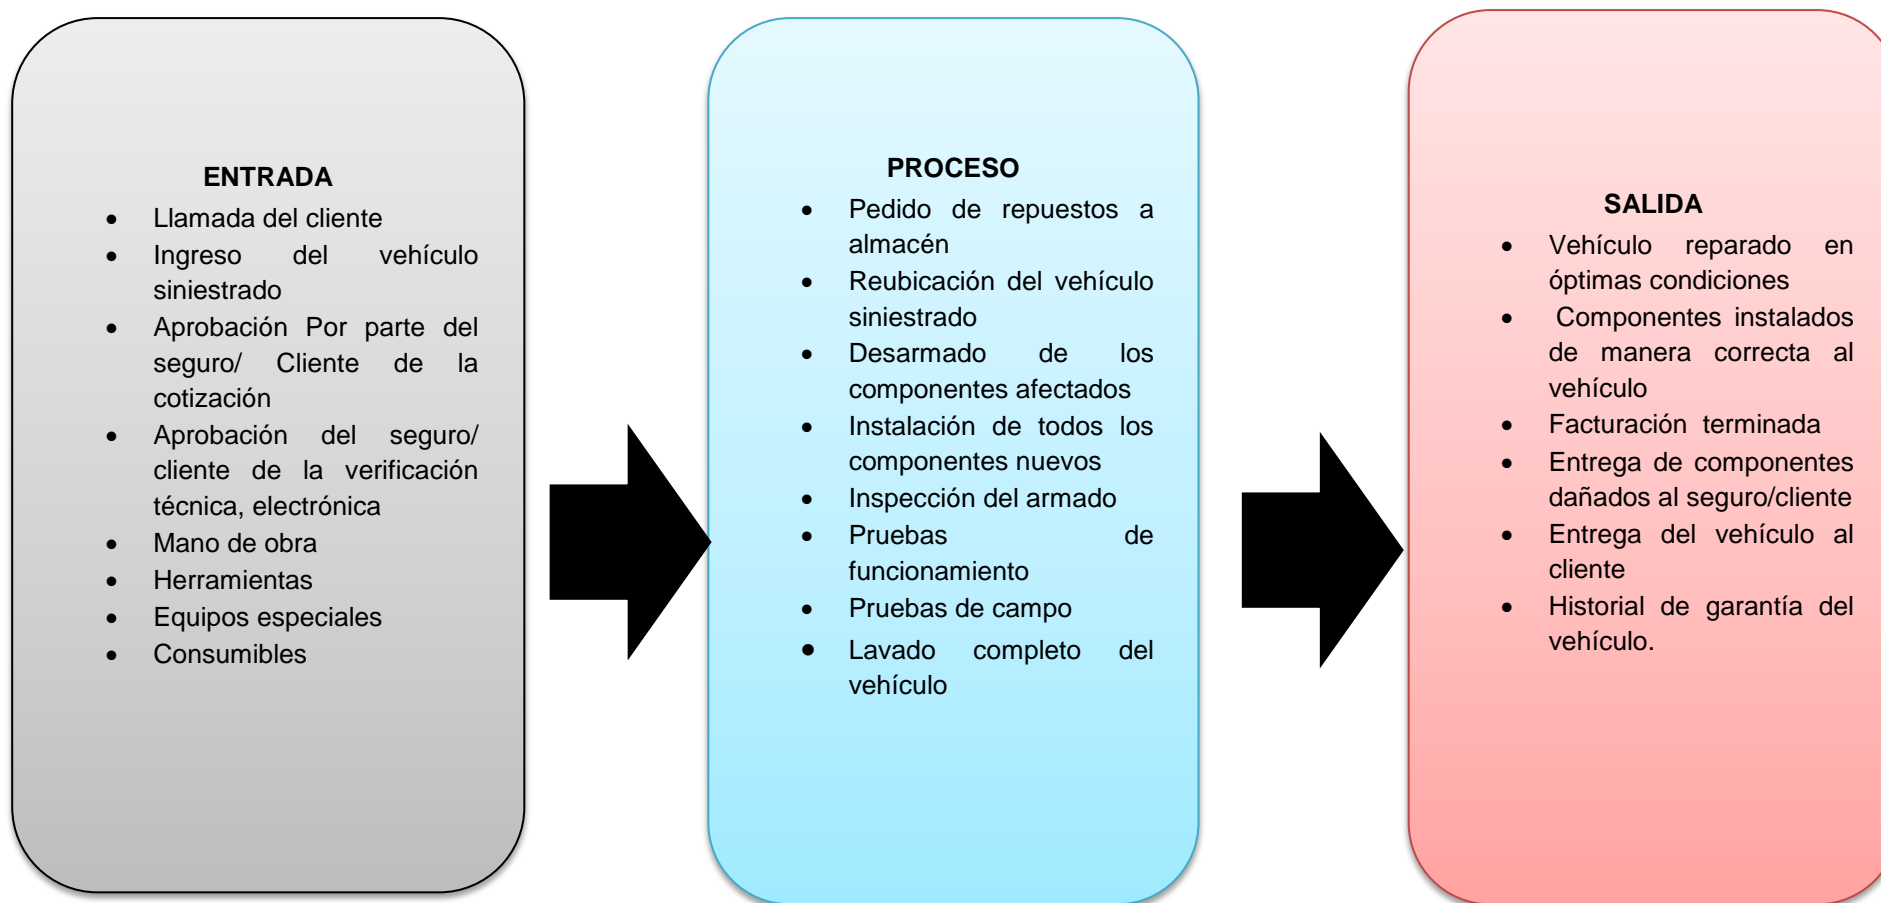 ENTRADA
• Llamada del cliente
• Ingreso del vehículo
siniestrado
• Aprobación Por parte del
seguro/ Cliente de la
cotización
• Aprobación del seguro/
cliente de la verificación
técnica, electrónica
• Mano de obra
• Herramientas
• Equipos especiales
• Consumibles
PROCESO
• Pedido de repuestos a
almacén
• Reubicación del vehículo
siniestrado
• Desarmado de los
componentes afectados
• Instalación de todos los
componentes nuevos
• Inspección del armado
• Pruebas de
funcionamiento
• Pruebas de campo
• Lavado completo del
vehículo
SALIDA
• Vehículo reparado en
óptimas condiciones
• Componentes instalados
de manera correcta al
vehículo
• Facturación terminada
• Entrega de componentes
dañados al seguro/cliente
• Entrega del vehículo al
cliente
• Historial de garantía del
vehículo.